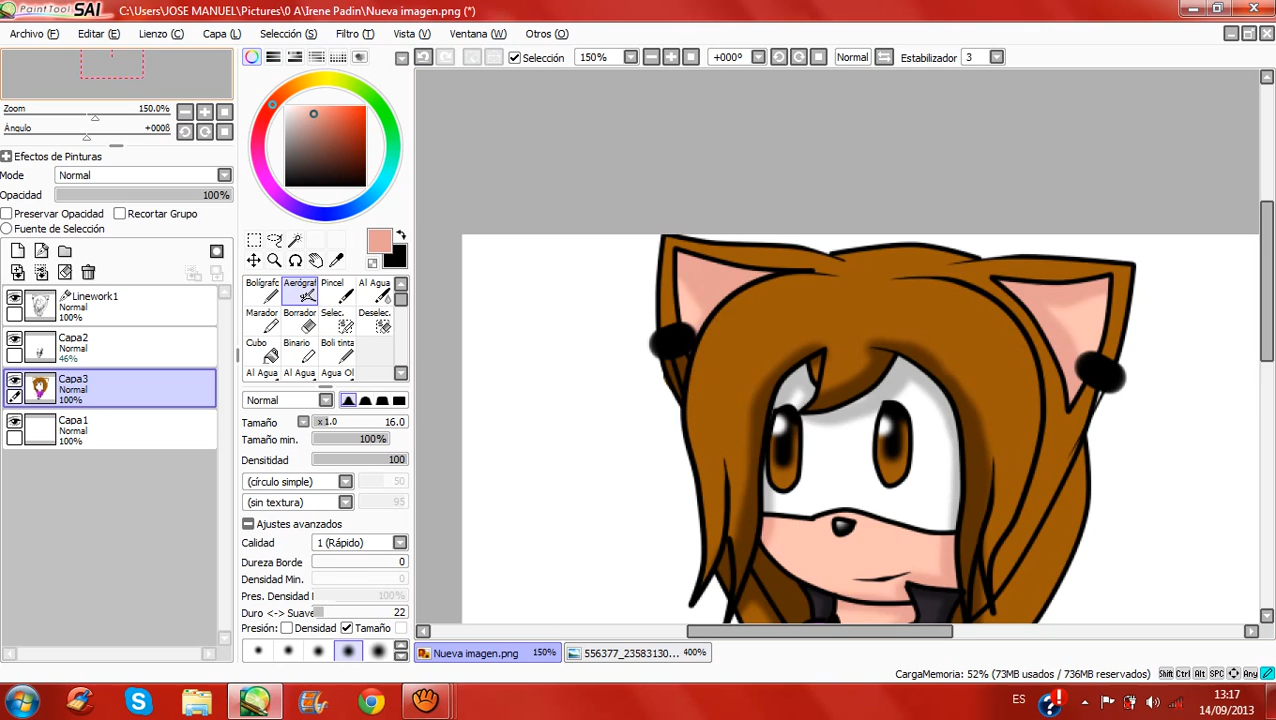 PaintTool SAI C:\Users\JOSE MANUEL\Pictures\0 A\Irene Padin\Nueva imagen.png (*)
Archivo (F) Editar (E) Lienzo (C) Capa (L) Selección (S) Filtro (T) Vista (V) Ventana (W) Otros (O)
Selección 150% +000º Normal Estabilizador 3
Zoom 150.0%
Ángulo +000ß
Efectos de Pinturas
Mode Normal
Opacidad 100%
Preservar Opacidad Recortar Grupo
Fuente de Selección
Linework1
Normal
100%
Capa2
Normal
46%
Capa3
Normal
100%
Capa1
Normal
100%
Bolígrafc Aerógraf Pincel Al Agua
Marador Borrador Selec. Deselec.
Cubo Binario Boli tinta
Al Agua Al Agua Agua Ol
Normal
Tamaño x1.0 16.0
Tamaño min. 100%
Densitidad 100
(círculo simple) 50
(sin textura) 95
Ajustes avanzados
Calidad 1 (Rápido)
Dureza Borde 0
Densidad Min. 0
Pres. Densidad 100%
Duro <-> Suave 22
Presión: Densidad Tamaño
Nueva imagen.png 150% 556377_23583130... 400%
CargaMemoria: 52% (73MB usados / 736MB reservados) Shift Ctrl Alt SPC Any
ES 13:17
14/09/2013